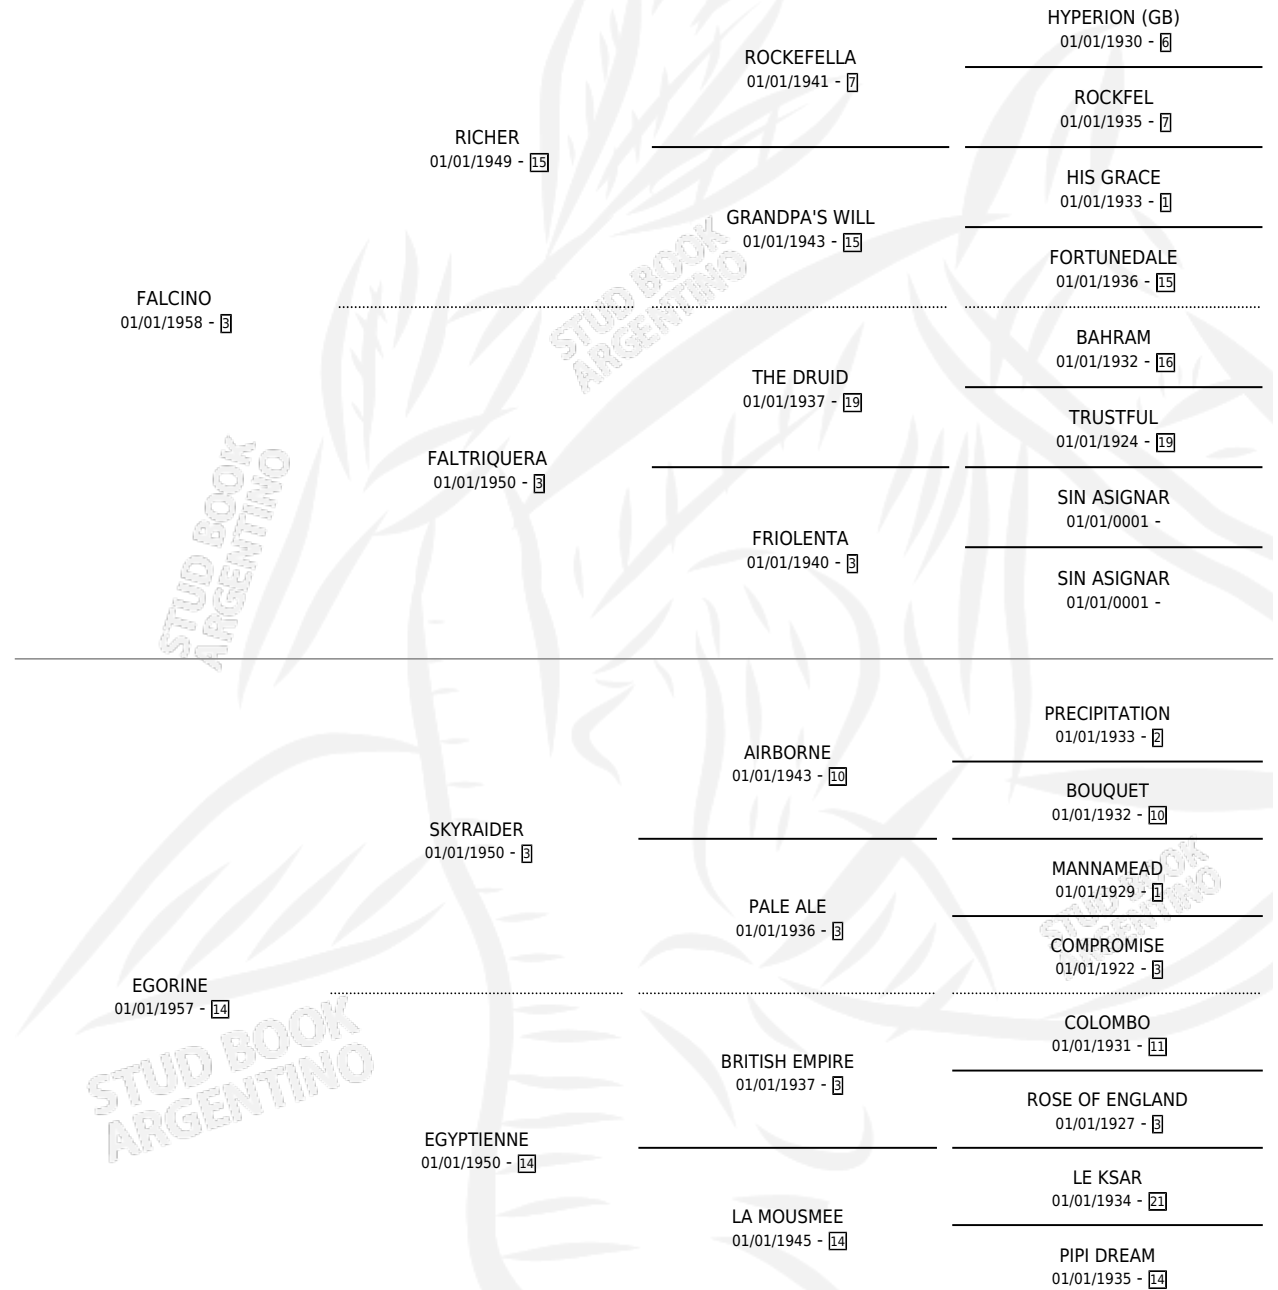 HYPERION (GB)
01/01/1930 - 6
ROCKEFELLA
01/01/1941 - 7
ROCKFEL
01/01/1935 - 7
RICHER
01/01/1949 - 15
HIS GRACE
01/01/1933 - 1
GRANDPA'S WILL
01/01/1943 - 15
FORTUNEDALE
01/01/1936 - 15
FALCINO
01/01/1958 - 3
BAHRAM
01/01/1932 - 16
THE DRUID
01/01/1937 - 19
TRUSTFUL
01/01/1924 - 19
FALTRIQUERA
01/01/1950 - 3
SIN ASIGNAR
01/01/0001 -
FRIOLENTA
01/01/1940 - 3
SIN ASIGNAR
01/01/0001 -
STUD BOOK
ARGENTINO
STUD BOOK
ARGENTINO
PRECIPITATION
01/01/1933 - 2
AIRBORNE
01/01/1943 - 10
BOUQUET
01/01/1932 - 10
SKYRAIDER
01/01/1950 - 3
MANNAMEAD
01/01/1929 - 1
PALE ALE
01/01/1936 - 3
COMPROMISE
01/01/1922 - 3
STUD BOOK
ARGENTINO
EGORINE
01/01/1957 - 14
COLOMBO
01/01/1931 - 11
BRITISH EMPIRE
01/01/1937 - 3
ROSE OF ENGLAND
01/01/1927 - 3
EGYPTIENNE
01/01/1950 - 14
LE KSAR
01/01/1934 - 21
LA MOUSMEE
01/01/1945 - 14
PIPI DREAM
01/01/1935 - 14
STUD BOOK
ARGENTINO